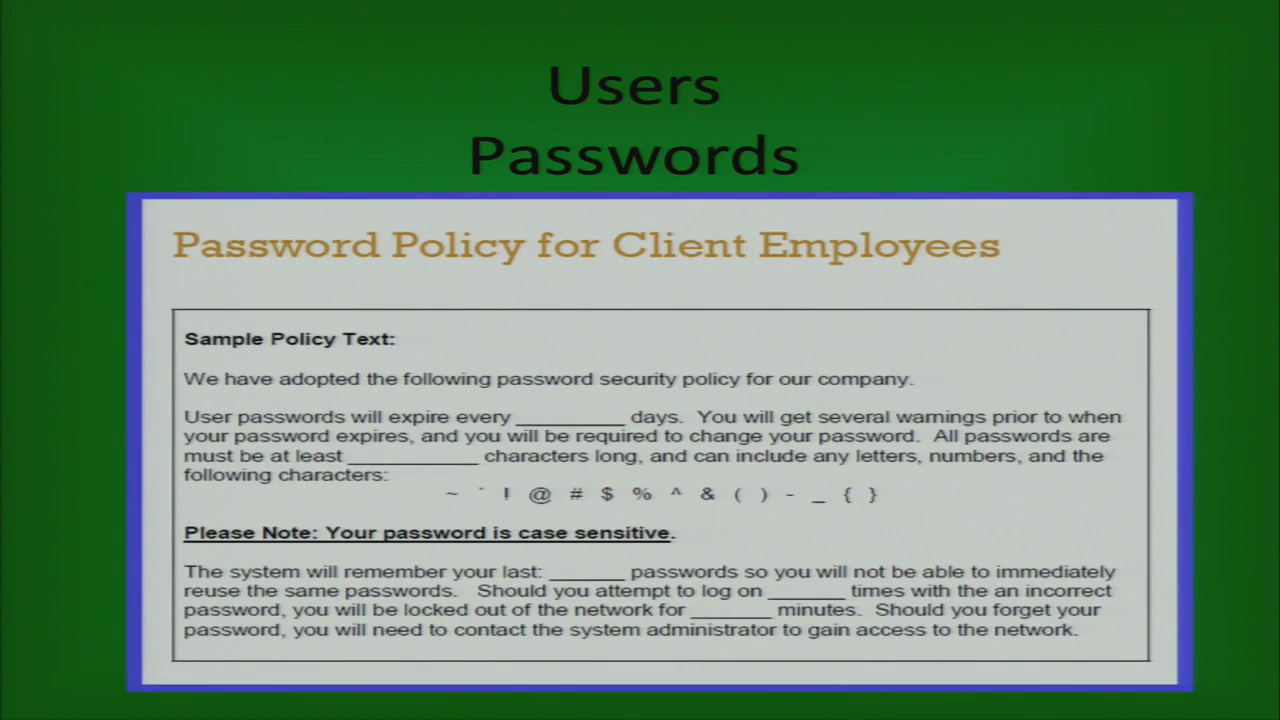 Users
Passwords
Password Policy for Client Employees
Sample Policy Text:
We have adopted the following password security policy for our company.
User passwords will expire every _________ days. You will get several warnings prior to when
your password expires, and you will be required to change your password. All passwords are
must be at least ___________ characters long, and can include any letters, numbers, and the
following characters:
~ ` ! @ # $ % ^ & ( ) - _ { }
Please Note: Your password is case sensitive.
The system will remember your last: ______ passwords so you will not be able to immediately
reuse the same passwords. Should you attempt to log on ______ times with the an incorrect
password, you will be locked out of the network for ______ minutes. Should you forget your
password, you will need to contact the system administrator to gain access to the network.